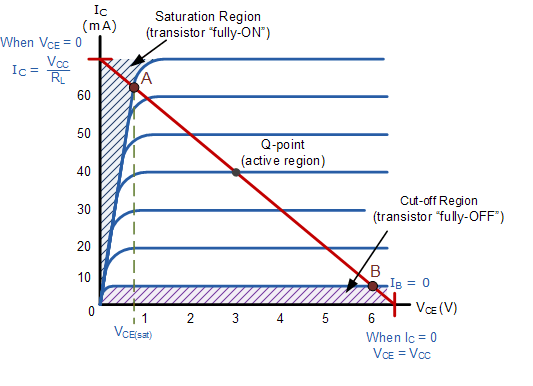 IC
(mA)
Saturation Region
(transistor “fully-ON”)
When VCE = 0
IC = VCC
RL
A
60
50
40
30
20
10
0
Q-point
(active region)
Cut-off Region
(transistor “fully-OFF”)
B
IB = 0
1
2
3
4
5
6
VCE (V)
VCE(sat)
When IC = 0
VCE = VCC